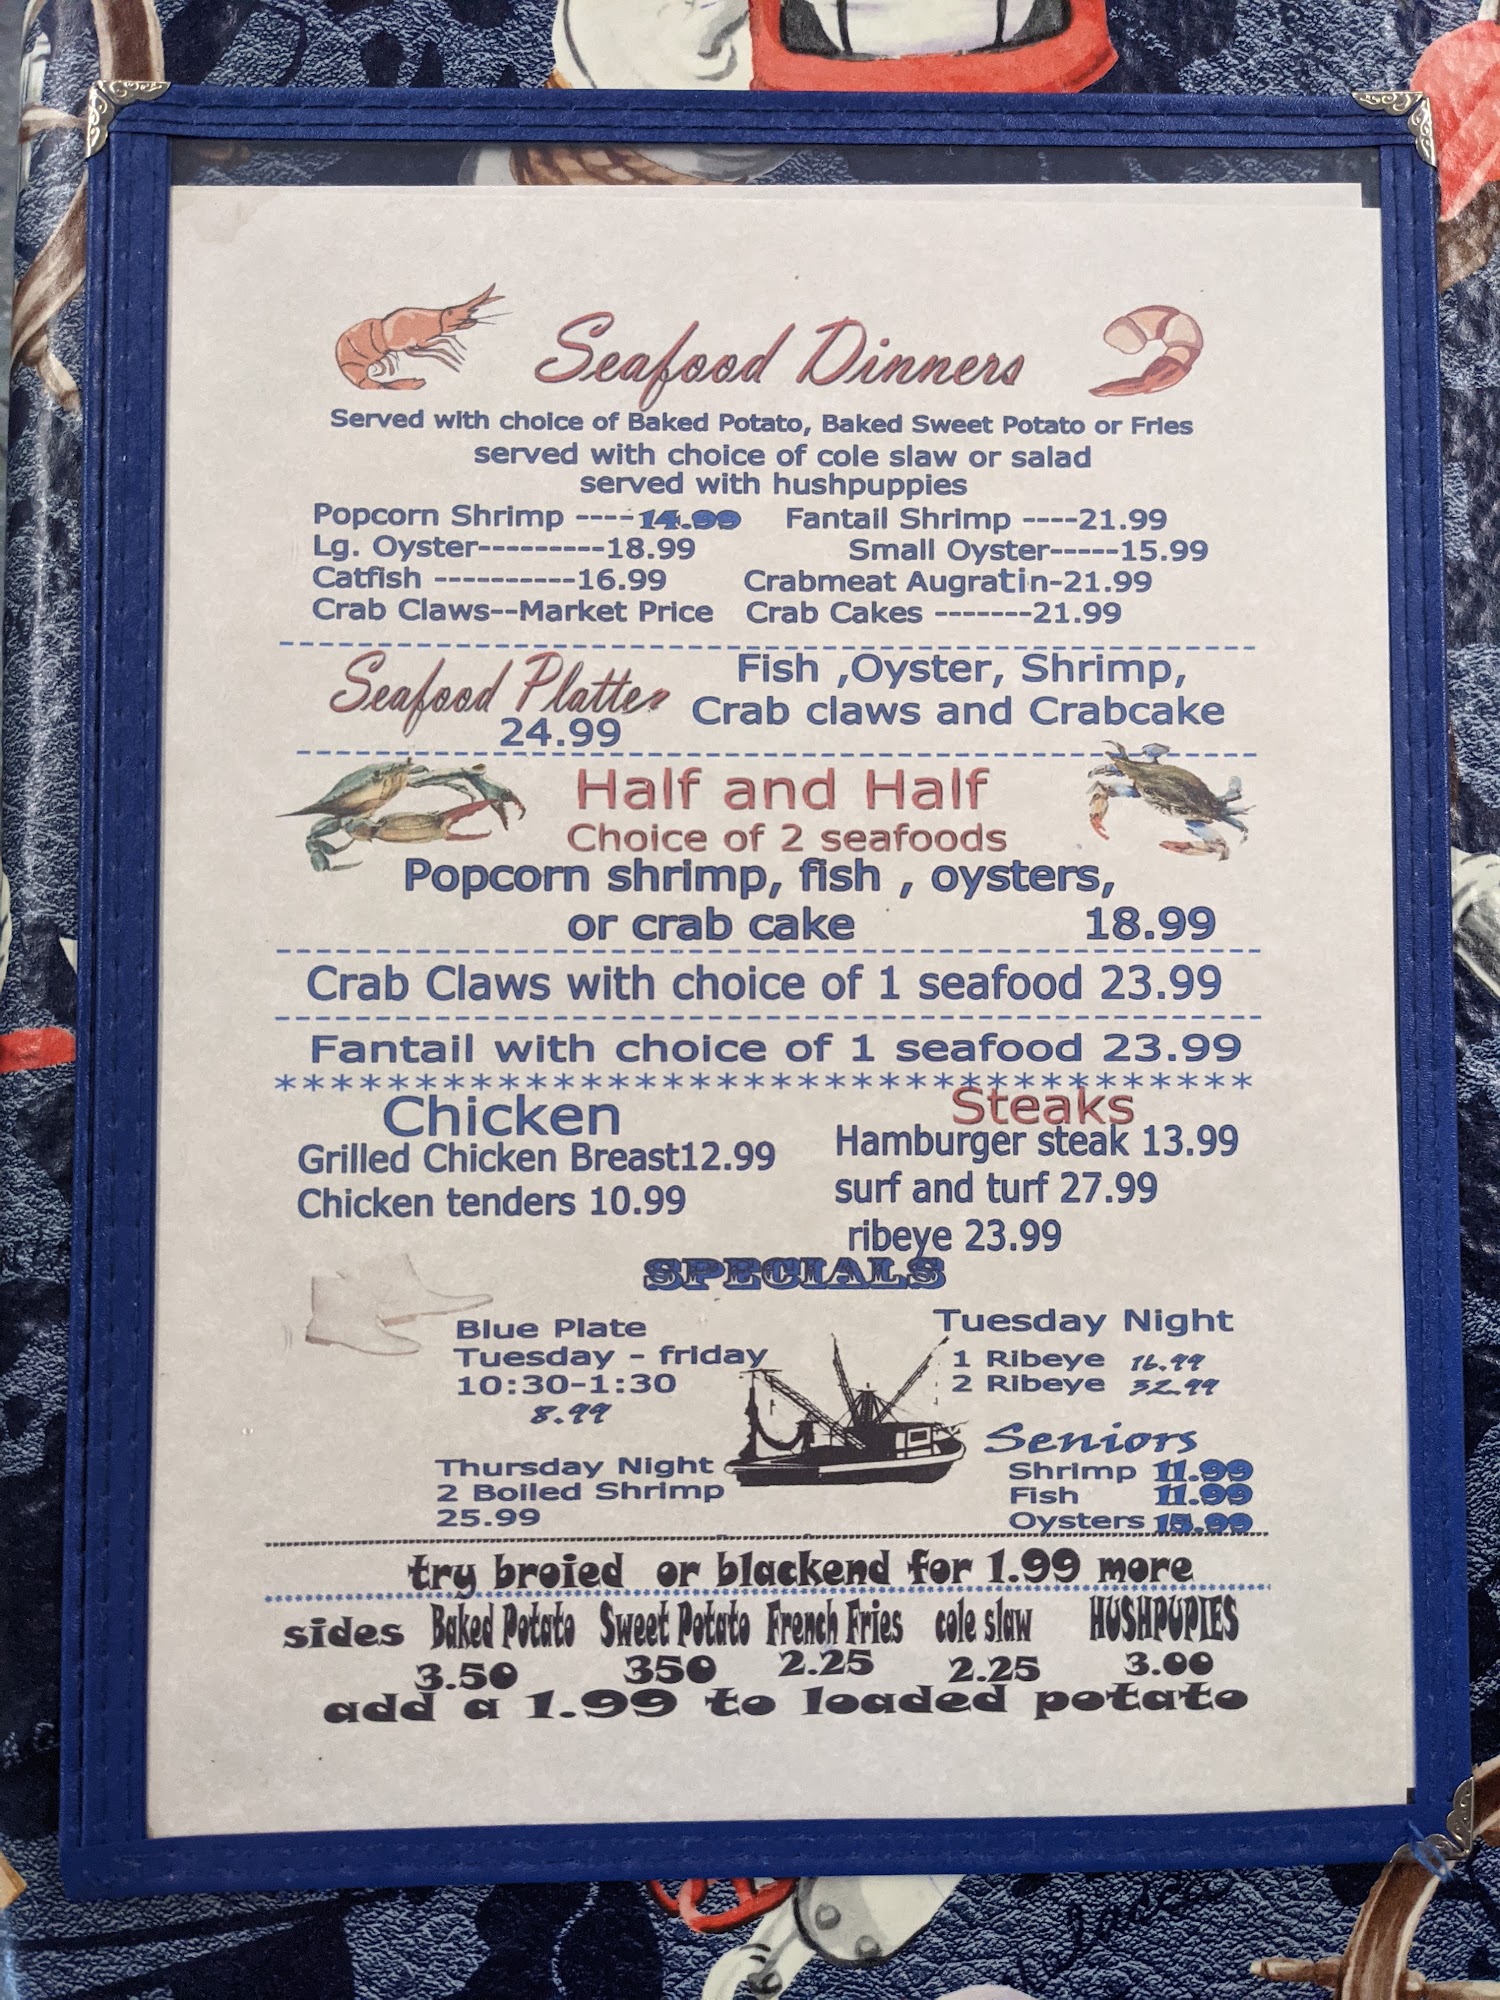 Seafood Dinners
Served with choice of Baked Potato, Baked Sweet Potato or Fries
served with choice of cole slaw or salad
served with hushpuppies
Popcorn Shrimp ----14.99 Fantail Shrimp ----21.99
Lg. Oyster---------18.99 Small Oyster-----15.99
Catfish ----------16.99 Crabmeat Augratin-21.99
Crab Claws--Market Price Crab Cakes -------21.99
Seafood Platter
24.99
Fish ,Oyster, Shrimp,
Crab claws and Crabcake
Half and Half
Choice of 2 seafoods
Popcorn shrimp, fish , oysters,
or crab cake 18.99
Crab Claws with choice of 1 seafood 23.99
Fantail with choice of 1 seafood 23.99
***********************************
Chicken
Grilled Chicken Breast12.99
Chicken tenders 10.99
Steaks
Hamburger steak 13.99
surf and turf 27.99
ribeye 23.99
SPECIALS
Blue Plate
Tuesday - friday
10:30-1:30
8.99
Tuesday Night
1 Ribeye 16.99
2 Ribeye 32.99
Thursday Night
2 Boiled Shrimp
25.99
Seniors
Shrimp 11.99
Fish 11.99
Oysters 15.99
try broied or blackend for 1.99 more
sides Baked Potato Sweet Potato French Fries cole slaw HUSHPUPIES
3.50 350 2.25 2.25 3.00
add a 1.99 to loaded potato